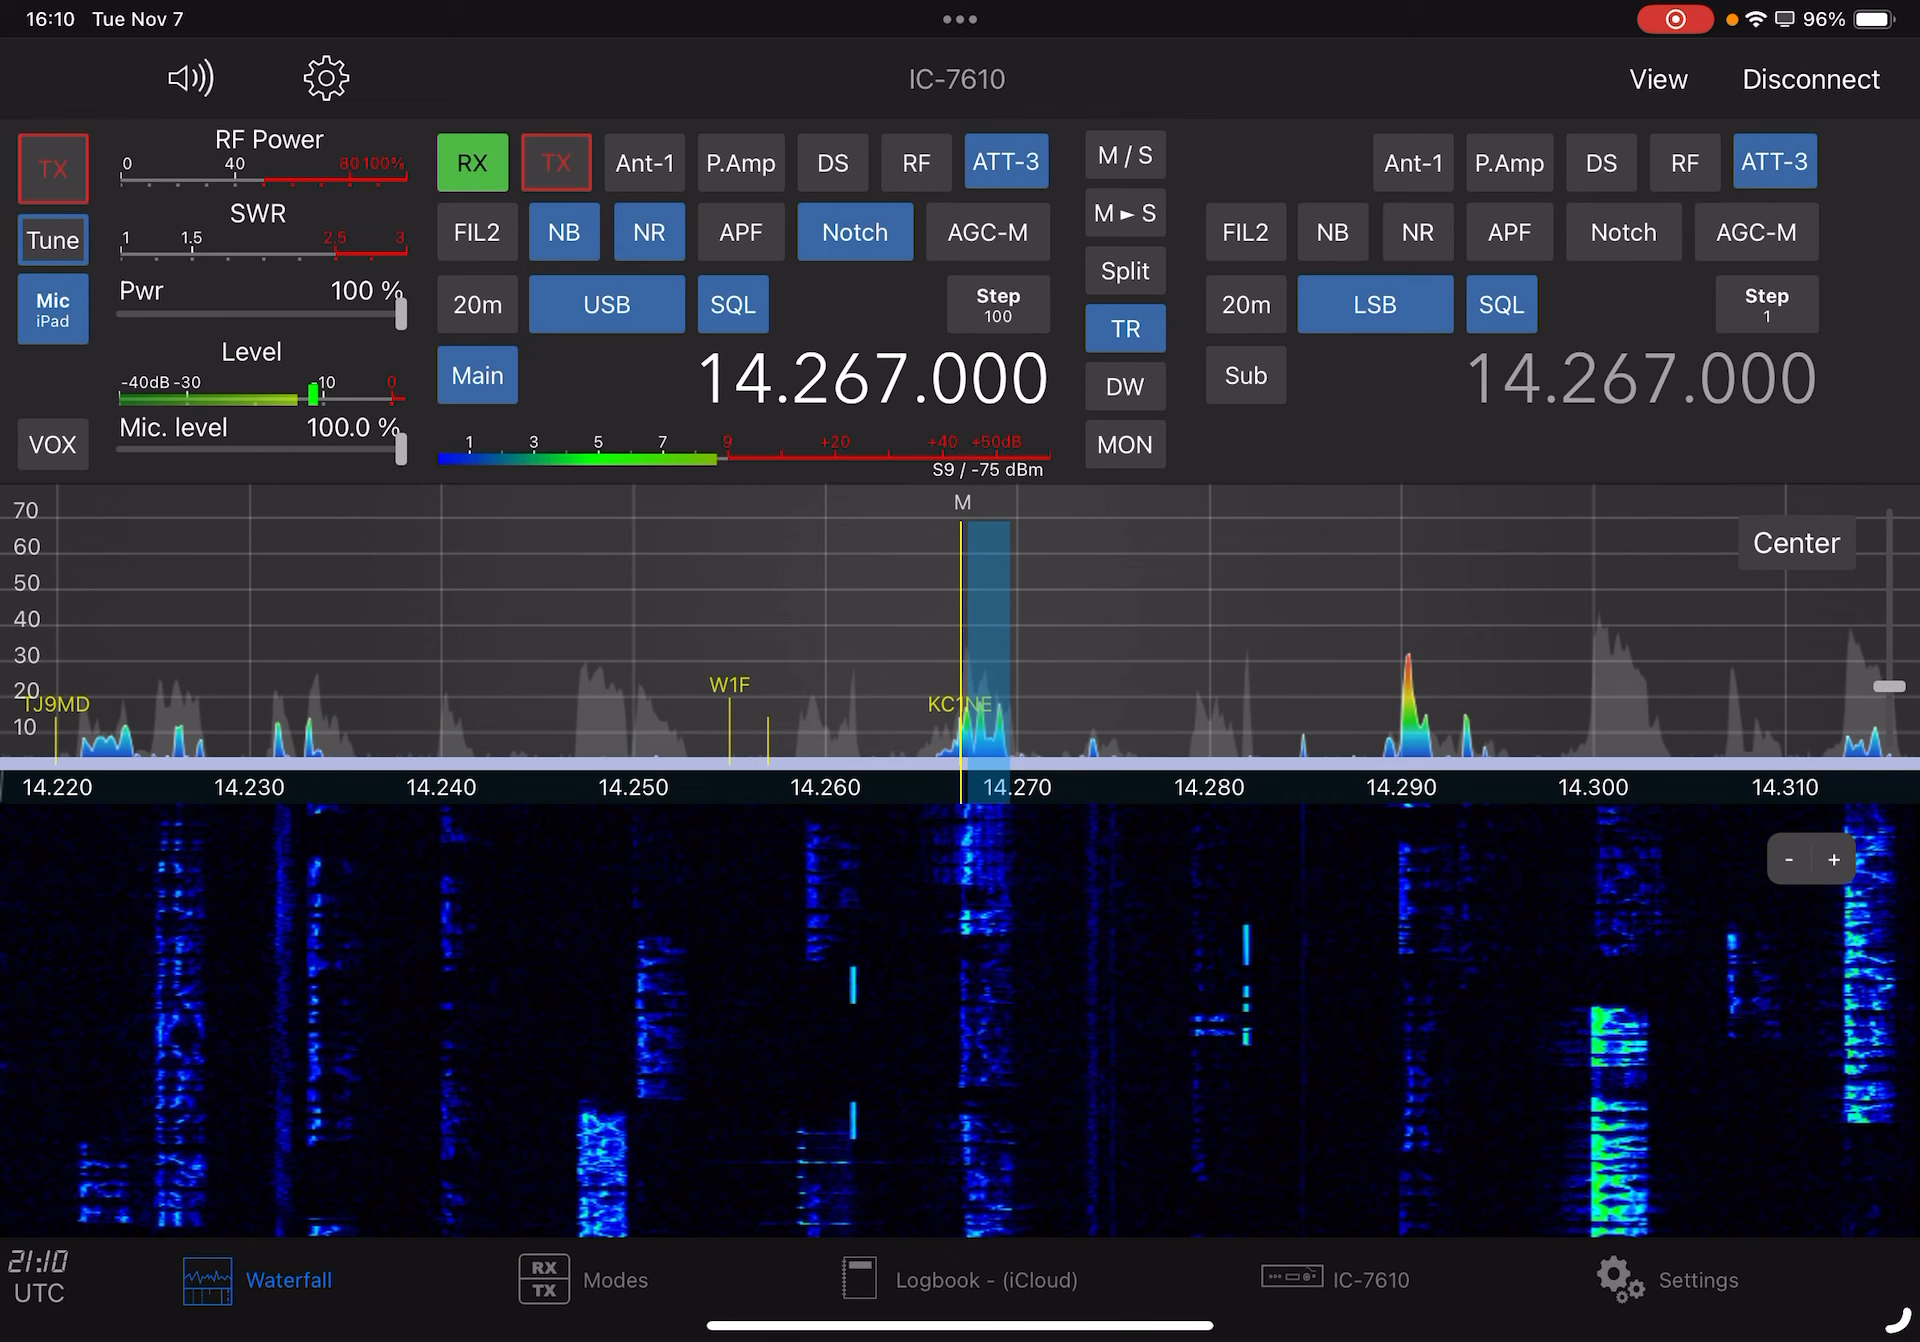 16:10 Tue Nov 7
96%
IC-7610
View Disconnect
TX
RF Power
0 40 80 100%
SWR
1 1.5 2.5 3
Tune
Pwr 100 %
Mic
iPad
Level
-40dB -30 -10 0
Mic. level 100.0 %
VOX
RX TX Ant-1 P.Amp DS RF ATT-3
FIL2 NB NR APF Notch AGC-M
20m USB SQL Step
100
Main 14.267.000
1 3 5 7 9 +20 +40 +50dB
S9 / -75 dBm
M / S
M ► S
Split
TR
DW
MON
Ant-1 P.Amp DS RF ATT-3
FIL2 NB NR APF Notch AGC-M
20m LSB SQL Step
1
Sub 14.267.000
M
Center
70
60
50
40
30
20
10
W1F
14.220 14.230 14.240 14.250 14.260 14.270 14.280 14.290 14.300 14.310
- +
21:10
UTC
Waterfall
RX
TX
Modes
Logbook - (iCloud)
IC-7610
Settings